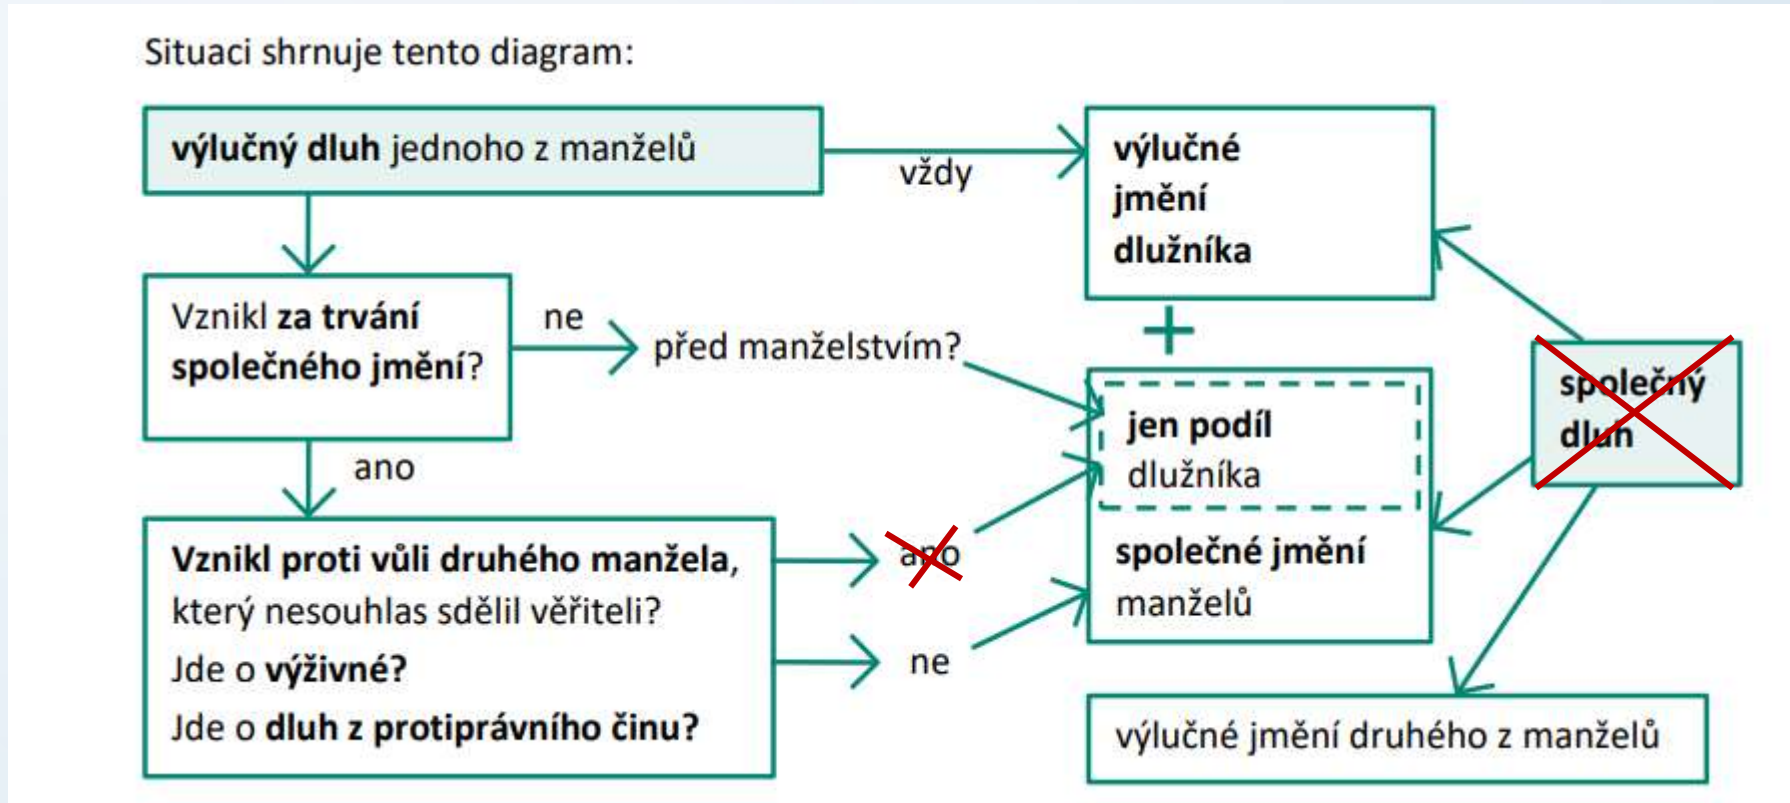 Situaci shrnuje tento diagram:
výlučný dluh jednoho z manželů
vždy
výlučné
jmění
dlužníka
Vznikl za trvání
společného jmění?
ne
před manželstvím?
+
společný
dluh
jen podíl
dlužníka
ano
Vznikl proti vůli druhého manžela,
který nesouhlas sdělil věřiteli?
Jde o výživné?
Jde o dluh z protiprávního činu?
ano
ne
společné jmění
manželů
výlučné jmění druhého z manželů